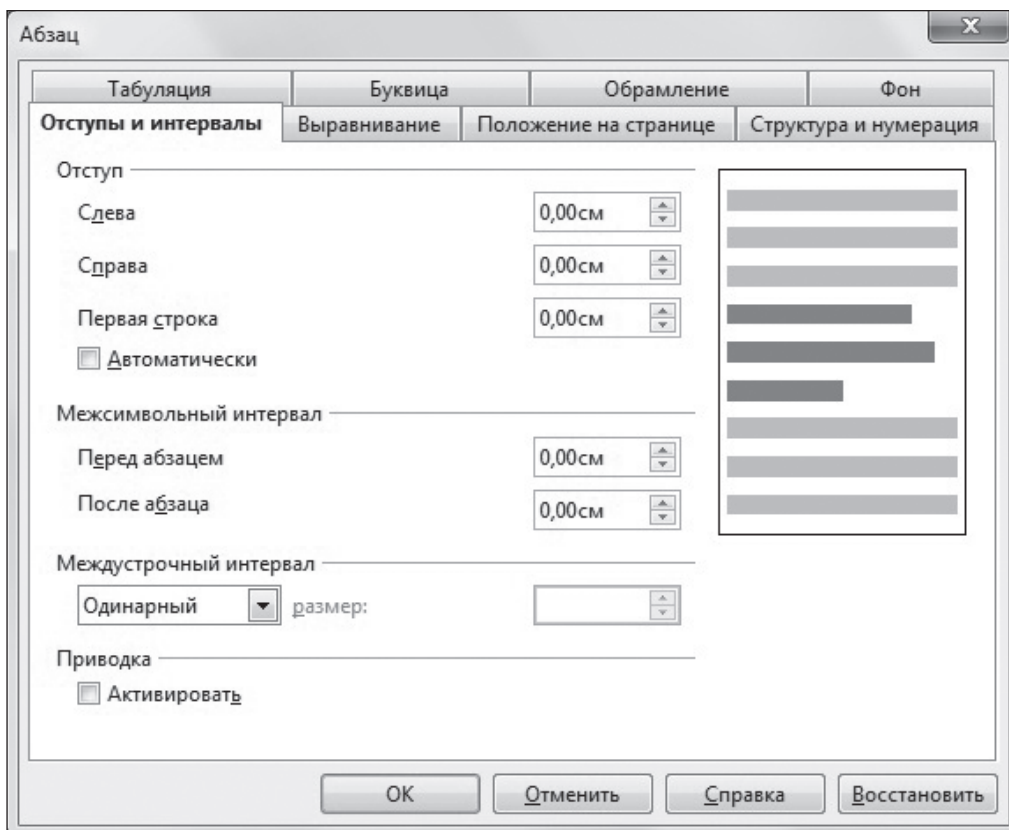 Абзац
Табуляция Буквица Обрамление Фон
Отступы и интервалы Выравнивание Положение на странице Структура и нумерация
Отступ
Слева 0,00см
Справа 0,00см
Первая строка 0,00см
Автоматически
Межсимвольный интервал
Перед абзацем 0,00см
После абзаца 0,00см
Междустрочный интервал
Одинарный размер:
Приводка
Активировать
ОК Отменить Справка Восстановить